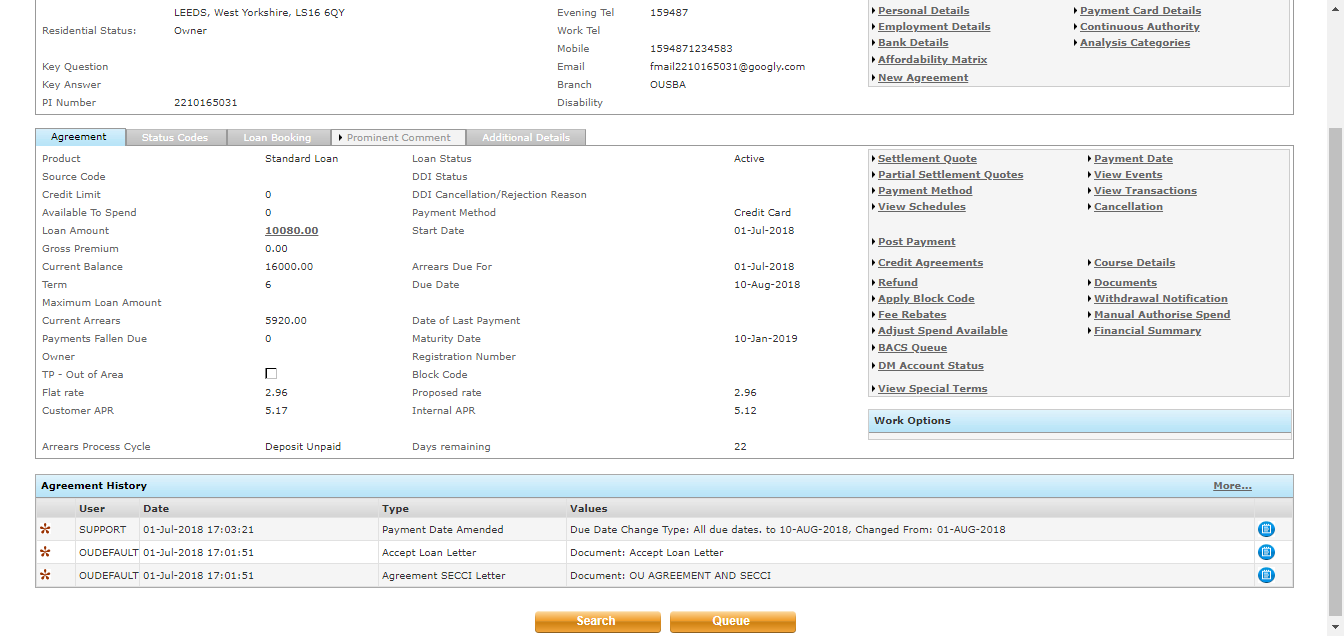 LEEDS, West Yorkshire, LS16 6QY Evening Tel 159487
Residential Status: Owner Work Tel
Mobile 1594871234583
Key Question Email fmail2210165031@googly.com
Key Answer Branch OUSBA
PI Number 2210165031 Disability
Personal Details Payment Card Details
Employment Details Continuous Authority
Bank Details Analysis Categories
Affordability Matrix
New Agreement
Agreement Status Codes Loan Booking Prominent Comment Additional Details
Product Standard Loan Loan Status Active
Source Code DDI Status
Credit Limit 0 DDI Cancellation/Rejection Reason
Available To Spend 0 Payment Method Credit Card
Loan Amount 10080.00 Start Date 01-Jul-2018
Gross Premium 0.00
Current Balance 16000.00 Arrears Due For 01-Jul-2018
Term 6 Due Date 10-Aug-2018
Maximum Loan Amount
Current Arrears 5920.00 Date of Last Payment
Payments Fallen Due 0 Maturity Date 10-Jan-2019
Owner Registration Number
TP - Out of Area Block Code
Flat rate 2.96 Proposed rate 2.96
Customer APR 5.17 Internal APR 5.12
Arrears Process Cycle Deposit Unpaid Days remaining 22
Settlement Quote Payment Date
Partial Settlement Quotes View Events
Payment Method View Transactions
View Schedules Cancellation
Post Payment
Credit Agreements Course Details
Refund Documents
Apply Block Code Withdrawal Notification
Fee Rebates Manual Authorise Spend
Adjust Spend Available Financial Summary
BACS Queue
DM Account Status
View Special Terms
Work Options
Agreement History More...
User Date Type Values
SUPPORT 01-Jul-2018 17:03:21 Payment Date Amended Due Date Change Type: All due dates. to 10-AUG-2018, Changed From: 01-AUG-2018
OUDEFAULT 01-Jul-2018 17:01:51 Accept Loan Letter Document: Accept Loan Letter
OUDEFAULT 01-Jul-2018 17:01:51 Agreement SECCI Letter Document: OU AGREEMENT AND SECCI
Search Queue